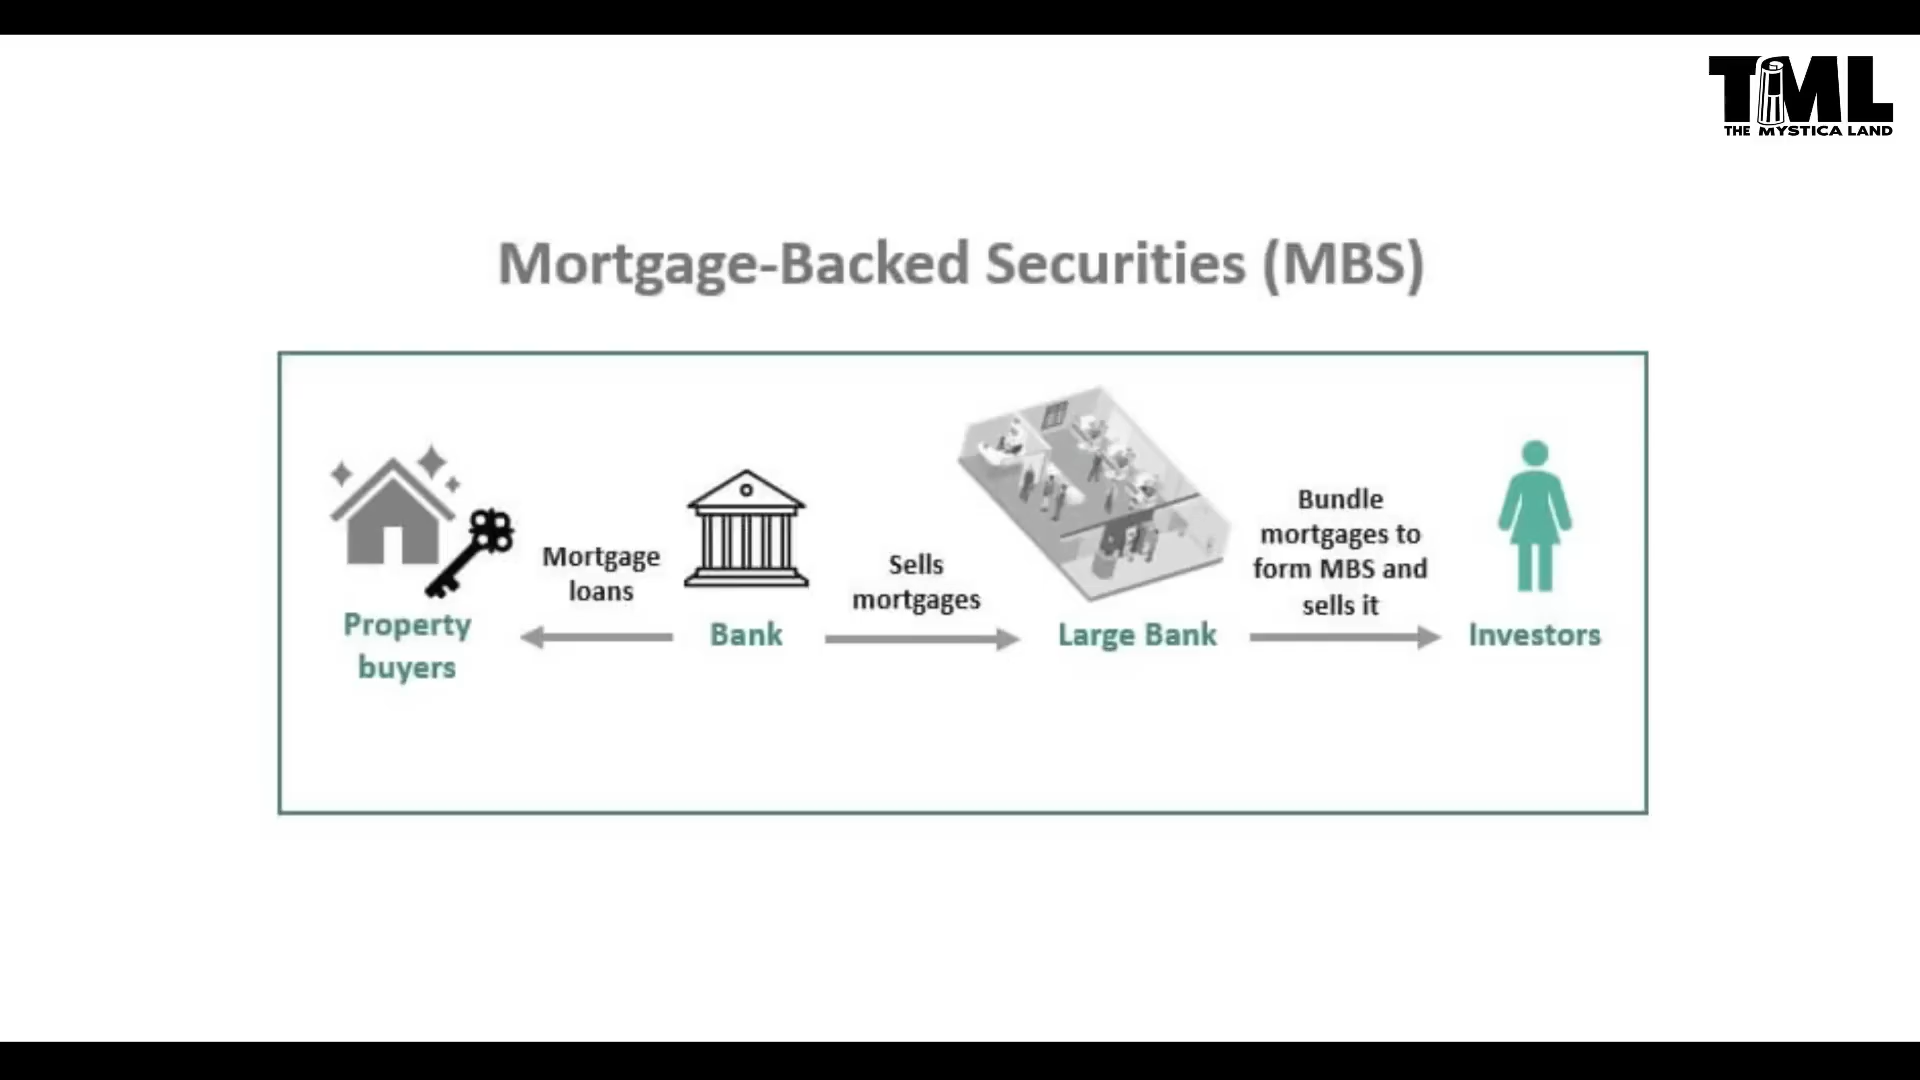 TML
THE MYSTICA LAND
Mortgage-Backed Securities (MBS)
Mortgage
loans
Sells
mortgages
Bundle
mortgages to
form MBS and
sells it
Property
buyers
Bank
Large Bank
Investors